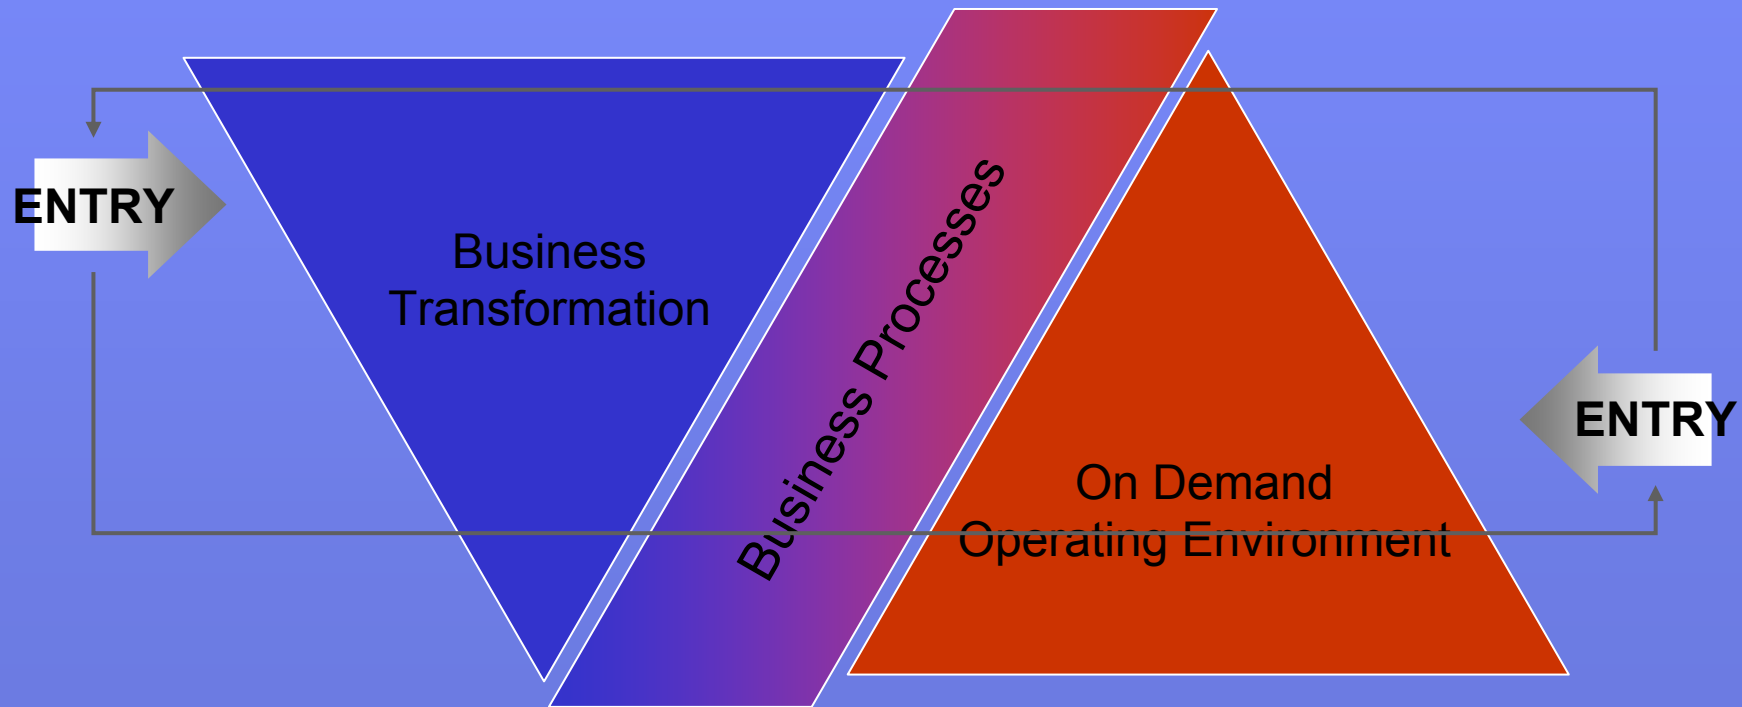 ENTRY
Business
Transformation
Business Processes
On Demand
Operating Environment
ENTRY